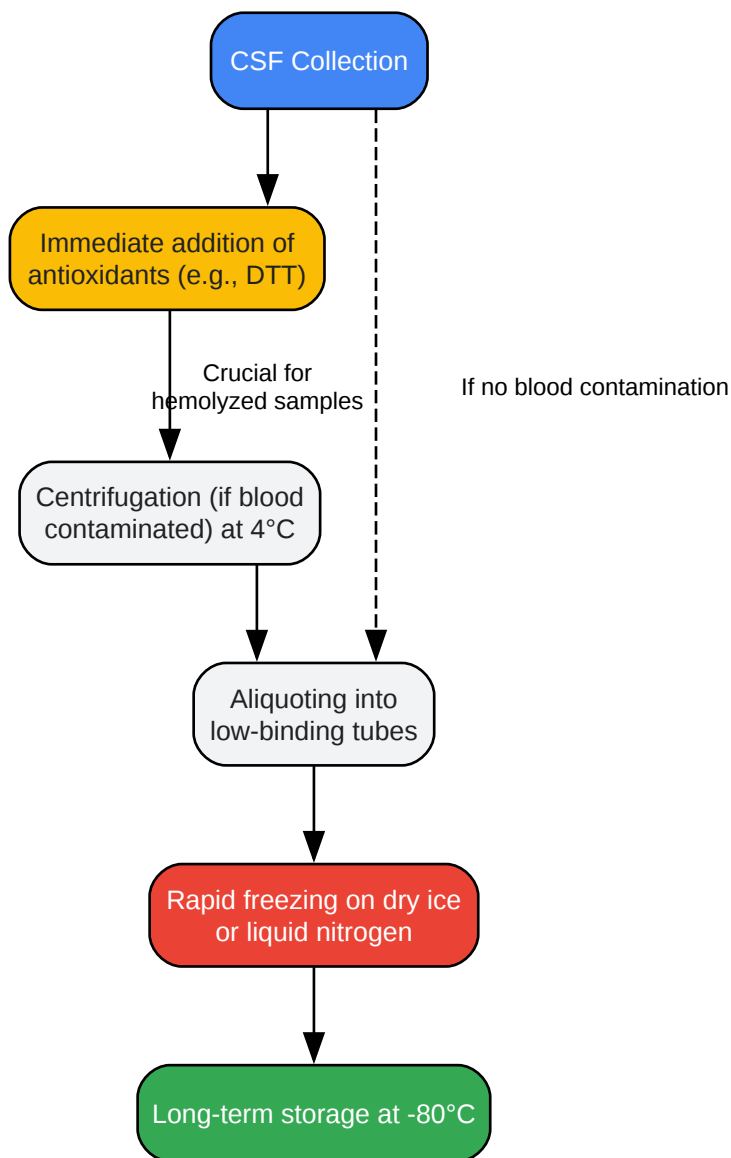 CSF Collection
Immediate addition of
antioxidants (e.g., DTT)
Crucial for
hemolyzed samples
If no blood contamination
Centrifugation (if blood
contaminated) at 4°C
Aliquoting into
low-binding tubes
Rapid freezing on dry ice
or liquid nitrogen
Long-term storage at -80°C